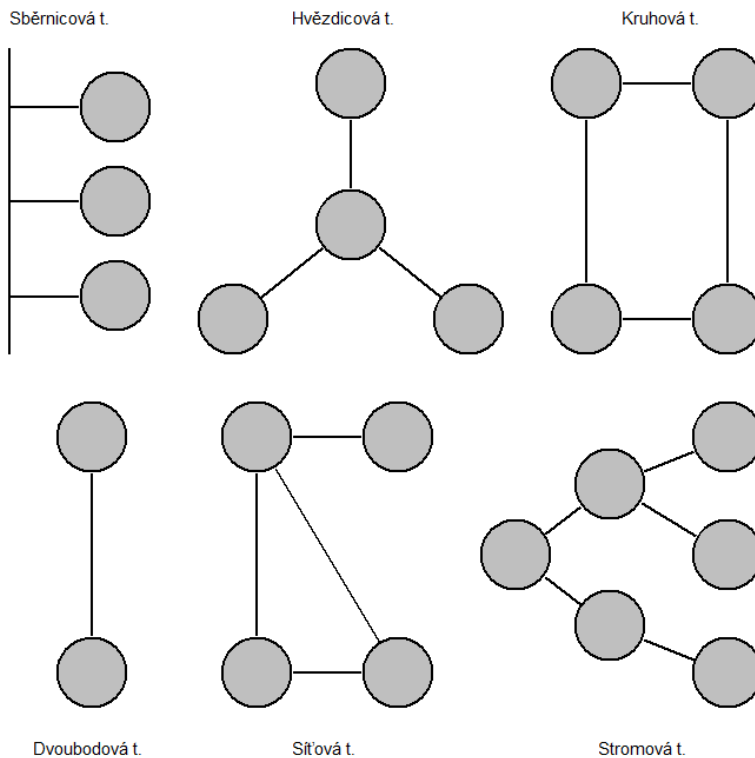 Sběrnicová t.
Hvězdicová t.
Kruhová t.
Dvoubodová t.
Síťová t.
Stromová t.